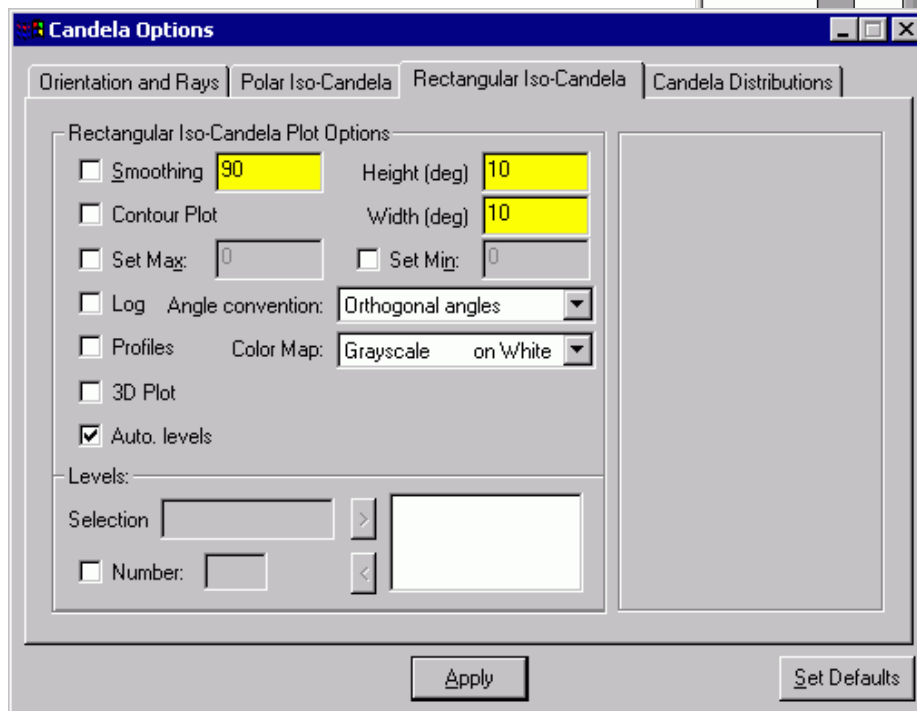 Candela Options
Orientation and Rays Polar Iso-Candela Rectangular Iso-Candela Candela Distributions
Rectangular Iso-Candela Plot Options
Smoothing 90 Height (deg) 10
Contour Plot Width (deg) 10
Set Max: 0 Set Min: 0
Log Angle convention: Orthogonal angles
Profiles Color Map: Grayscale on White
3D Plot
Auto. levels
Levels:
Selection >
Number: <
Apply Set Defaults